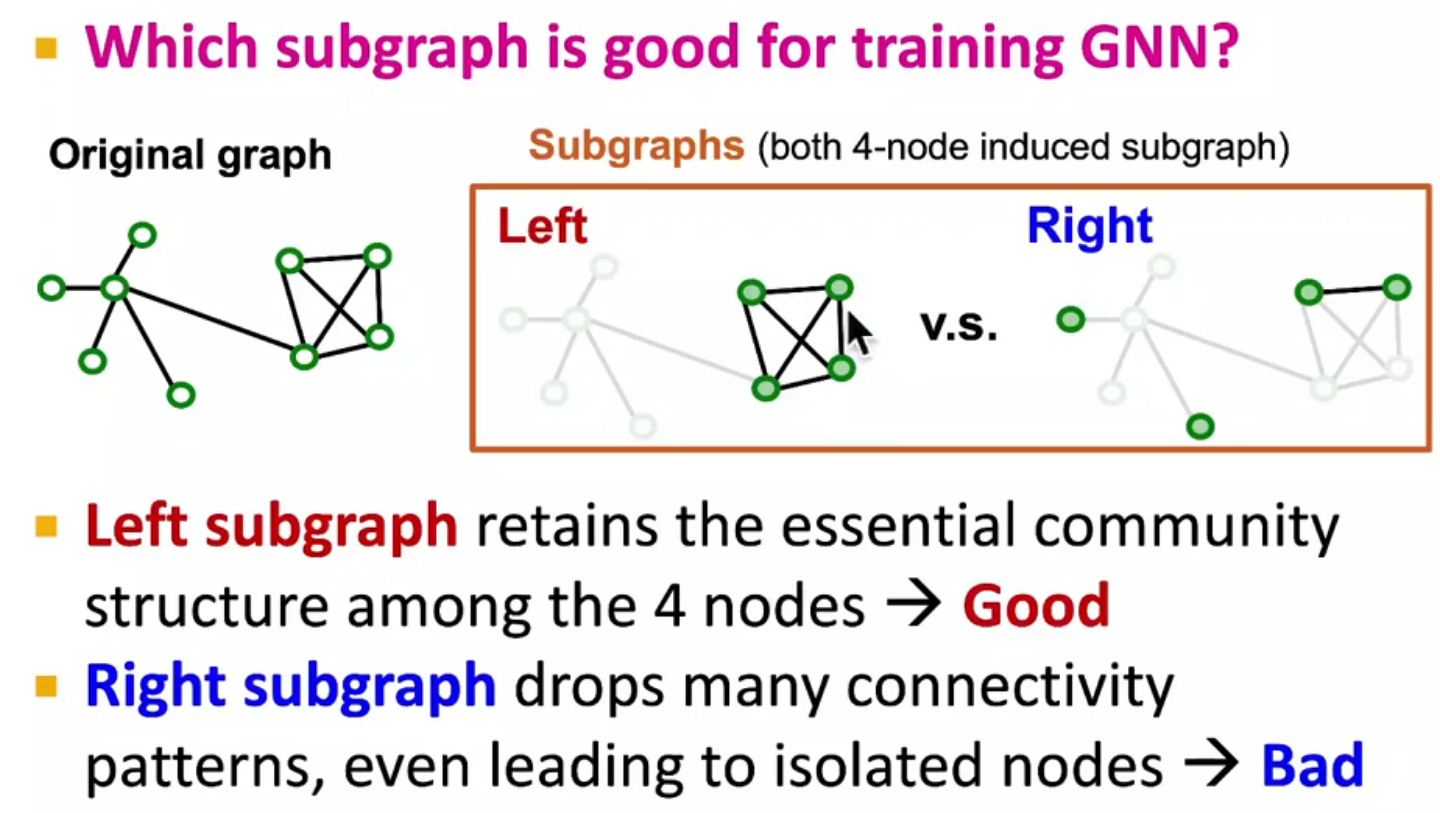 Which subgraph is good for training GNN?
Original graph
Subgraphs (both 4-node induced subgraph)
Left
Right
v.s.
Left subgraph retains the essential community
structure among the 4 nodes → Good
Right subgraph drops many connectivity
patterns, even leading to isolated nodes → Bad